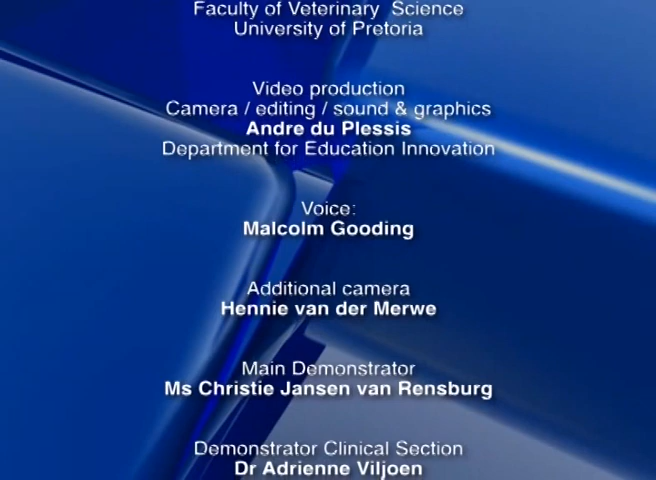 Faculty of Veterinary Science
University of Pretoria
Video production
Camera / editing / sound & graphics
Andre du Plessis
Department for Education Innovation
Voice:
Malcolm Gooding
Additional camera
Hennie van der Merwe
Main Demonstrator
Ms Christie Jansen van Rensburg
Demonstrator Clinical Section
Dr Adrienne Viljoen